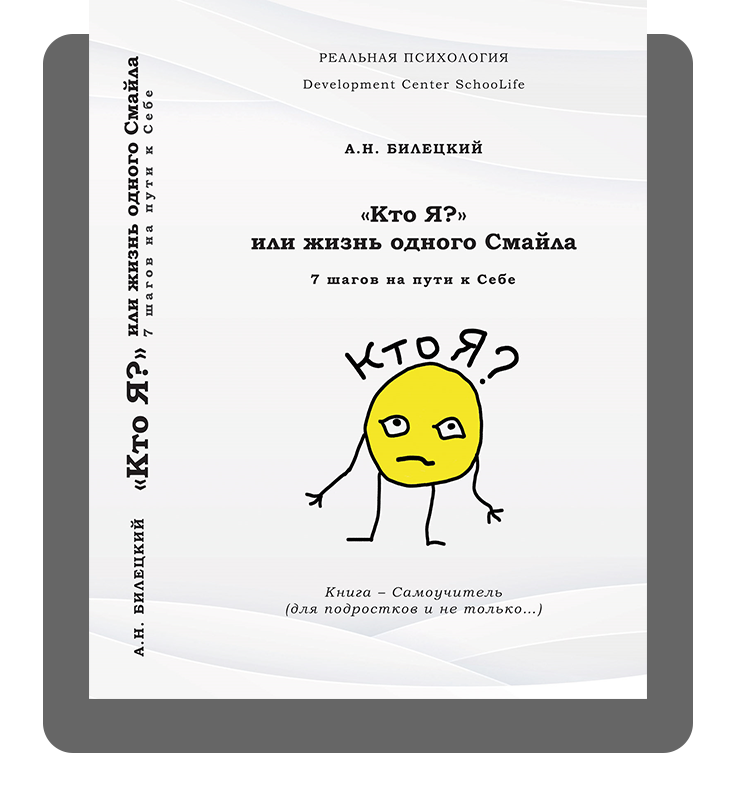 РЕАЛЬНАЯ ПСИХОЛОГИЯ
Development Center SchooLife
А.Н. БИЛЕЦКИЙ
«Кто Я?»
или жизнь одного Смайла
7 шагов на пути к Себе
КТО Я?
Книга – Самоучитель
(для подростков и не только...)
А.Н. БИЛЕЦКИЙ «Кто Я?» или жизнь одного Смайла
7 шагов на пути к Себе